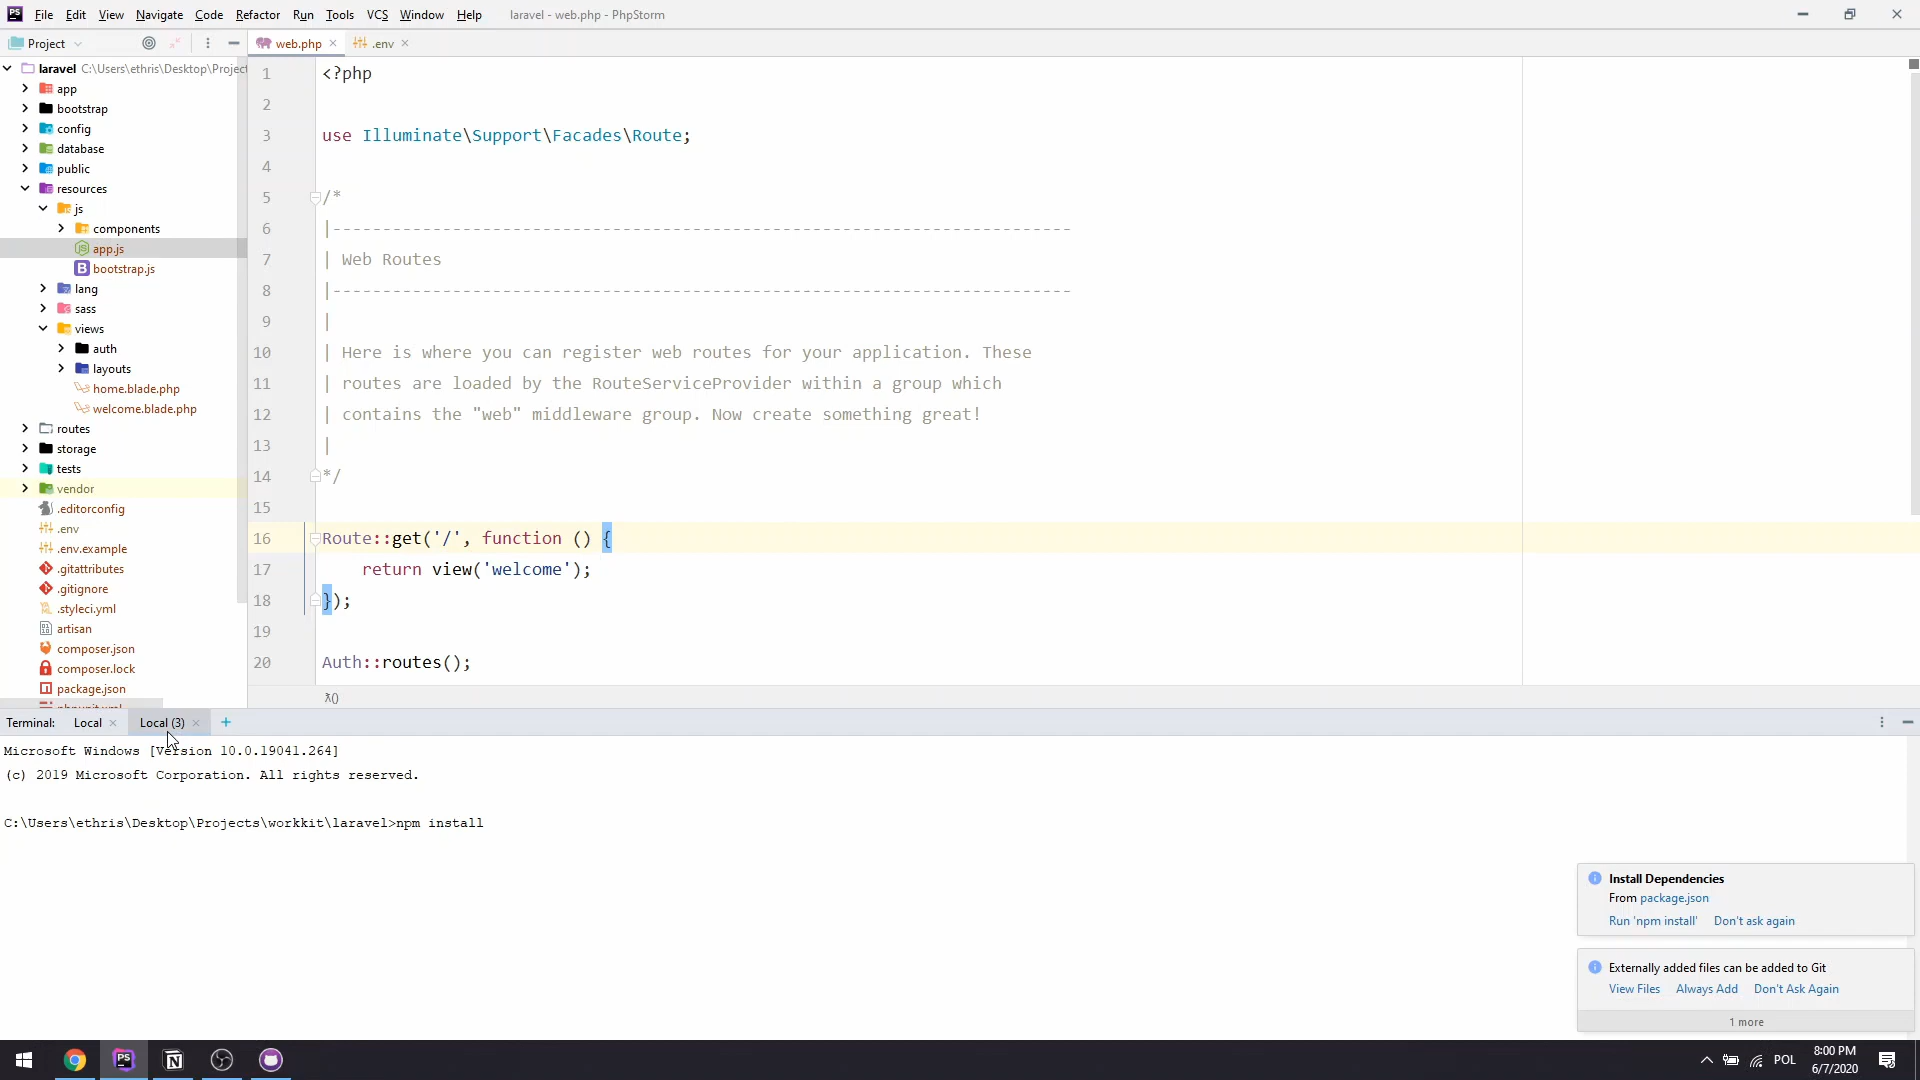 PS File Edit View Navigate Code Refactor Run Tools VCS Window Help laravel - web.php - PhpStorm
Project web.php .env
laravel C:\Users\ethris\Desktop\Project
app
bootstrap
config
database
public
resources
js
components
app.js
bootstrap.js
lang
sass
views
auth
layouts
home.blade.php
welcome.blade.php
routes
storage
tests
vendor
.editorconfig
.env
.env.example
.gitattributes
.gitignore
.styleci.yml
artisan
composer.json
composer.lock
package.json
1 <?php
2
3 use Illuminate\Support\Facades\Route;
4
5 /*
6 |--------------------------------------------------------------------------
7 | Web Routes
8 |--------------------------------------------------------------------------
9 |
10 | Here is where you can register web routes for your application. These
11 | routes are loaded by the RouteServiceProvider within a group which
12 | contains the "web" middleware group. Now create something great!
13 |
14 */
15
16 Route::get('/', function () {
17 return view('welcome');
18 });
19
20 Auth::routes();
λ()
Terminal: Local Local (3) +
Microsoft Windows [Version 10.0.19041.264]
(c) 2019 Microsoft Corporation. All rights reserved.
C:\Users\ethris\Desktop\Projects\workkit\laravel>npm install
Install Dependencies
From package.json
Run 'npm install' Don't ask again
Externally added files can be added to Git
View Files Always Add Don't Ask Again
1 more
PS POL 8:00 PM
6/7/2020